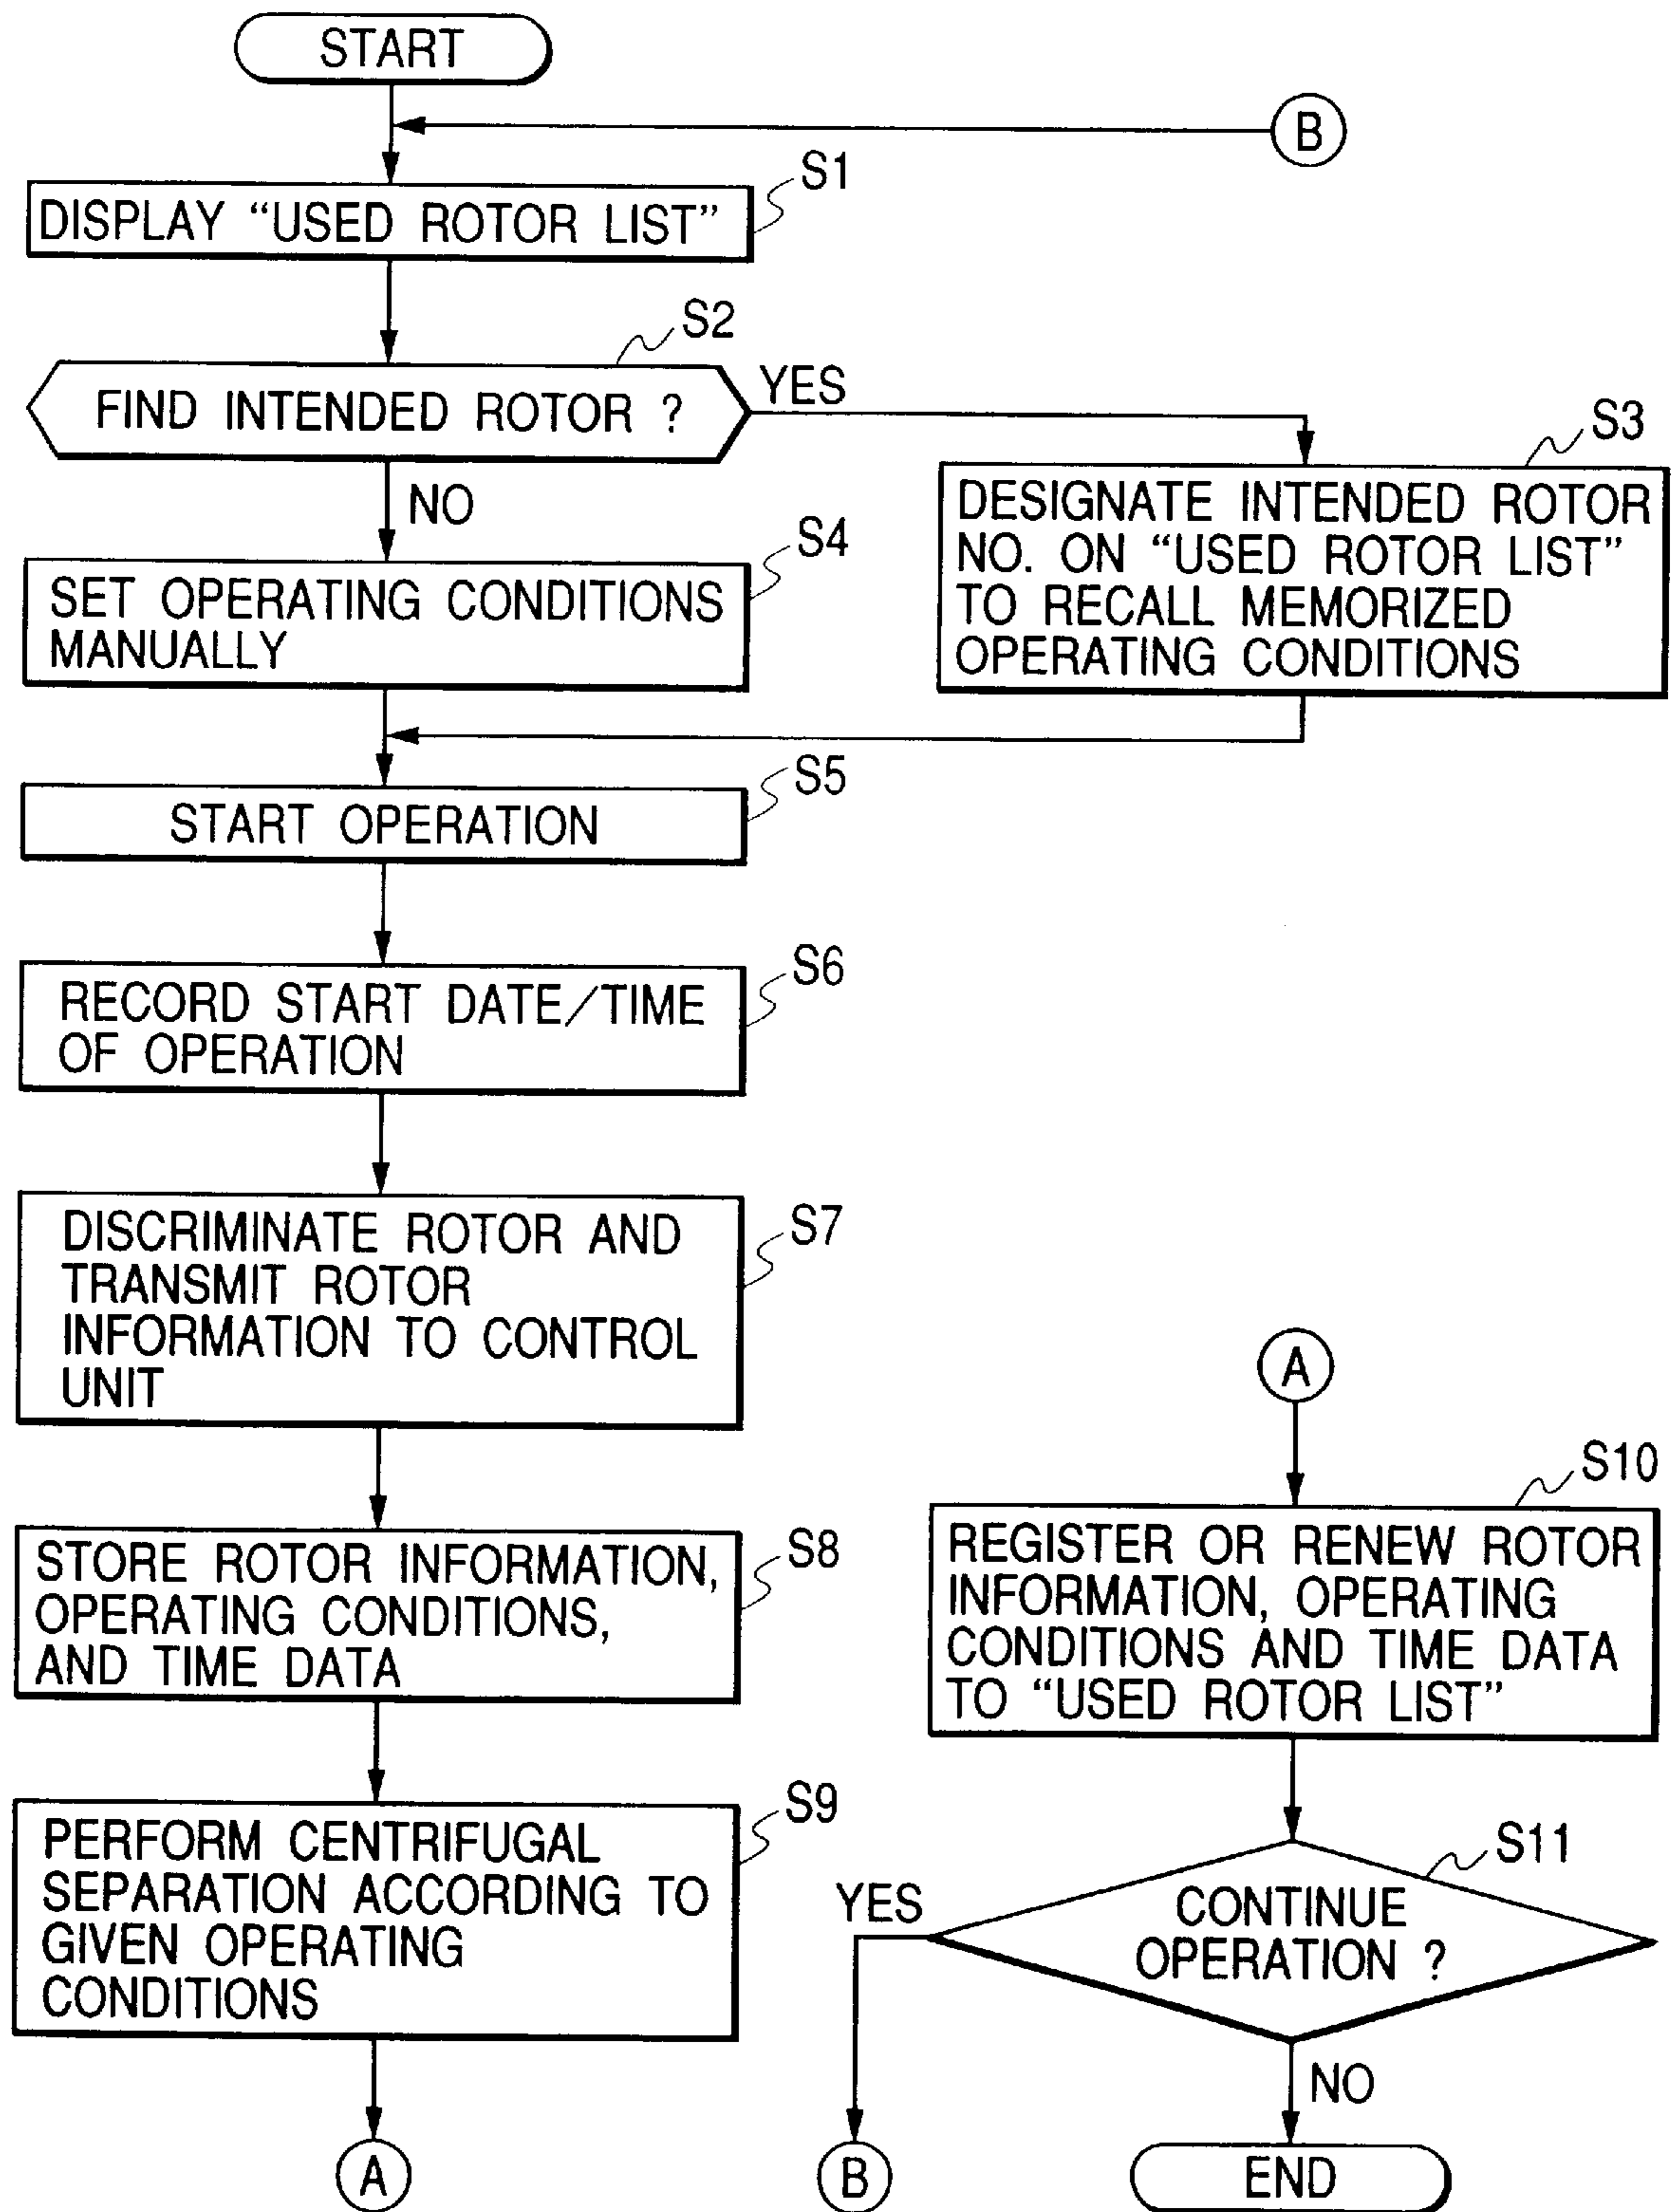 START
B
S1
DISPLAY “USED ROTOR LIST”
S2
FIND INTENDED ROTOR ?
YES
NO
S3
DESIGNATE INTENDED ROTOR
NO. ON “USED ROTOR LIST”
TO RECALL MEMORIZED
OPERATING CONDITIONS
S4
SET OPERATING CONDITIONS
MANUALLY
S5
START OPERATION
S6
RECORD START DATE/TIME
OF OPERATION
S7
DISCRIMINATE ROTOR AND
TRANSMIT ROTOR
INFORMATION TO CONTROL
UNIT
S8
STORE ROTOR INFORMATION,
OPERATING CONDITIONS,
AND TIME DATA
S9
PERFORM CENTRIFUGAL
SEPARATION ACCORDING TO
GIVEN OPERATING
CONDITIONS
A
A
S10
REGISTER OR RENEW ROTOR
INFORMATION, OPERATING
CONDITIONS AND TIME DATA
TO “USED ROTOR LIST”
S11
CONTINUE
OPERATION ?
YES
B
NO
END